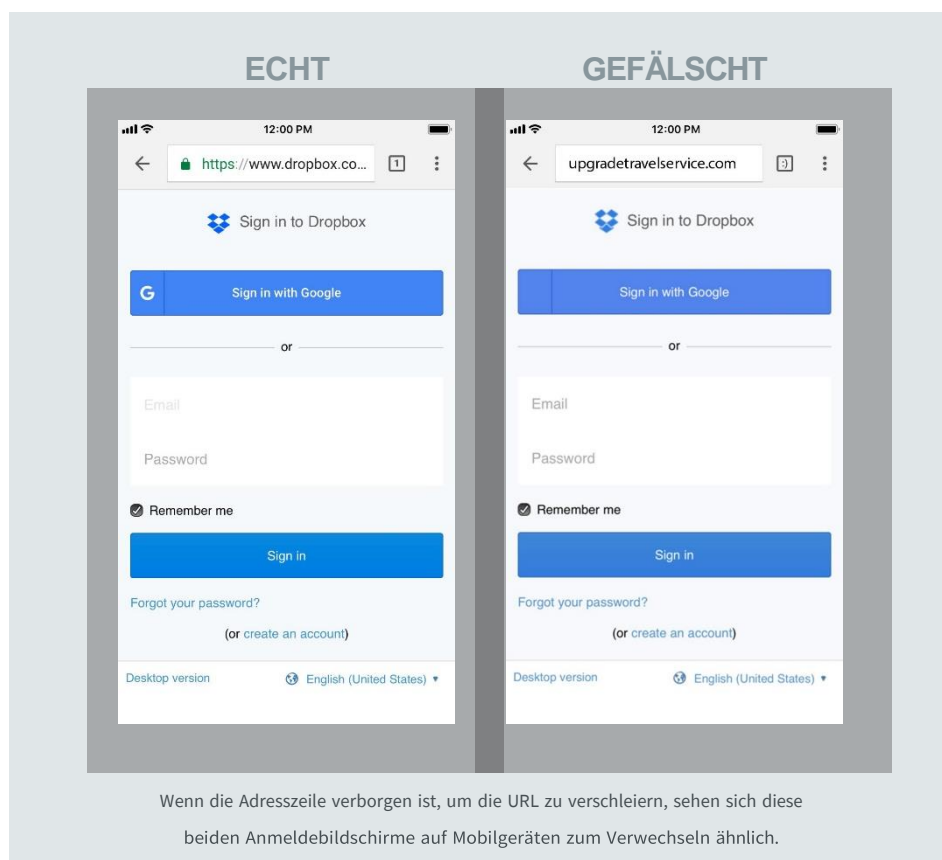 ECHT
GEFÄLSCHT
12:00 PM
https://www.dropbox.co...
1
Sign in to Dropbox
G
Sign in with Google
or
Email
Password
Remember me
Sign in
Forgot your password?
(or create an account)
Desktop version
English (United States)
12:00 PM
upgradetravelservice.com
:)
Sign in to Dropbox
Sign in with Google
or
Email
Password
Remember me
Sign in
Forgot your password?
(or create an account)
Desktop version
English (United States)
Wenn die Adresszeile verborgen ist, um die URL zu verschleiern, sehen sich diese
beiden Anmeldebildschirme auf Mobilgeräten zum Verwechseln ähnlich.